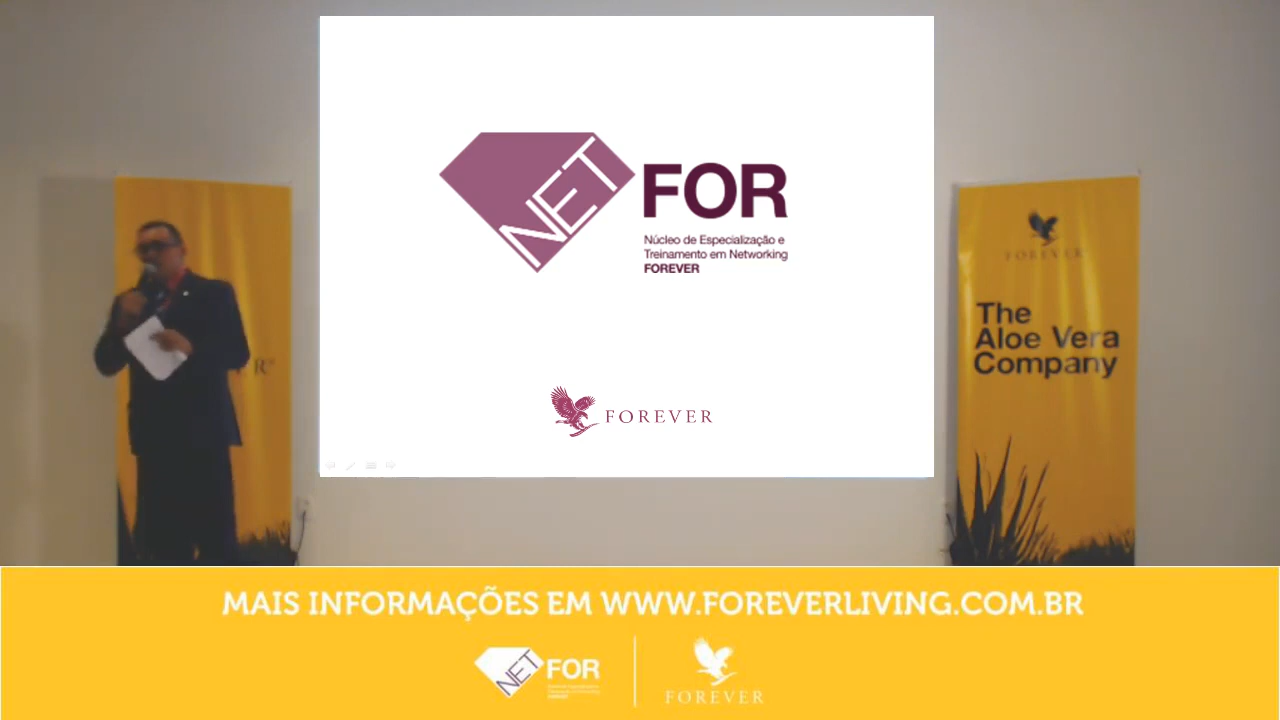 NET
FOR
Núcleo de Especialização e
Treinamento em Networking
FOREVER
FOREVER
R®
FOREVER
The
Aloe Vera
Company
MAIS INFORMAÇÕES EM WWW.FOREVERLIVING.COM.BR
NET
FOR
FOREVER